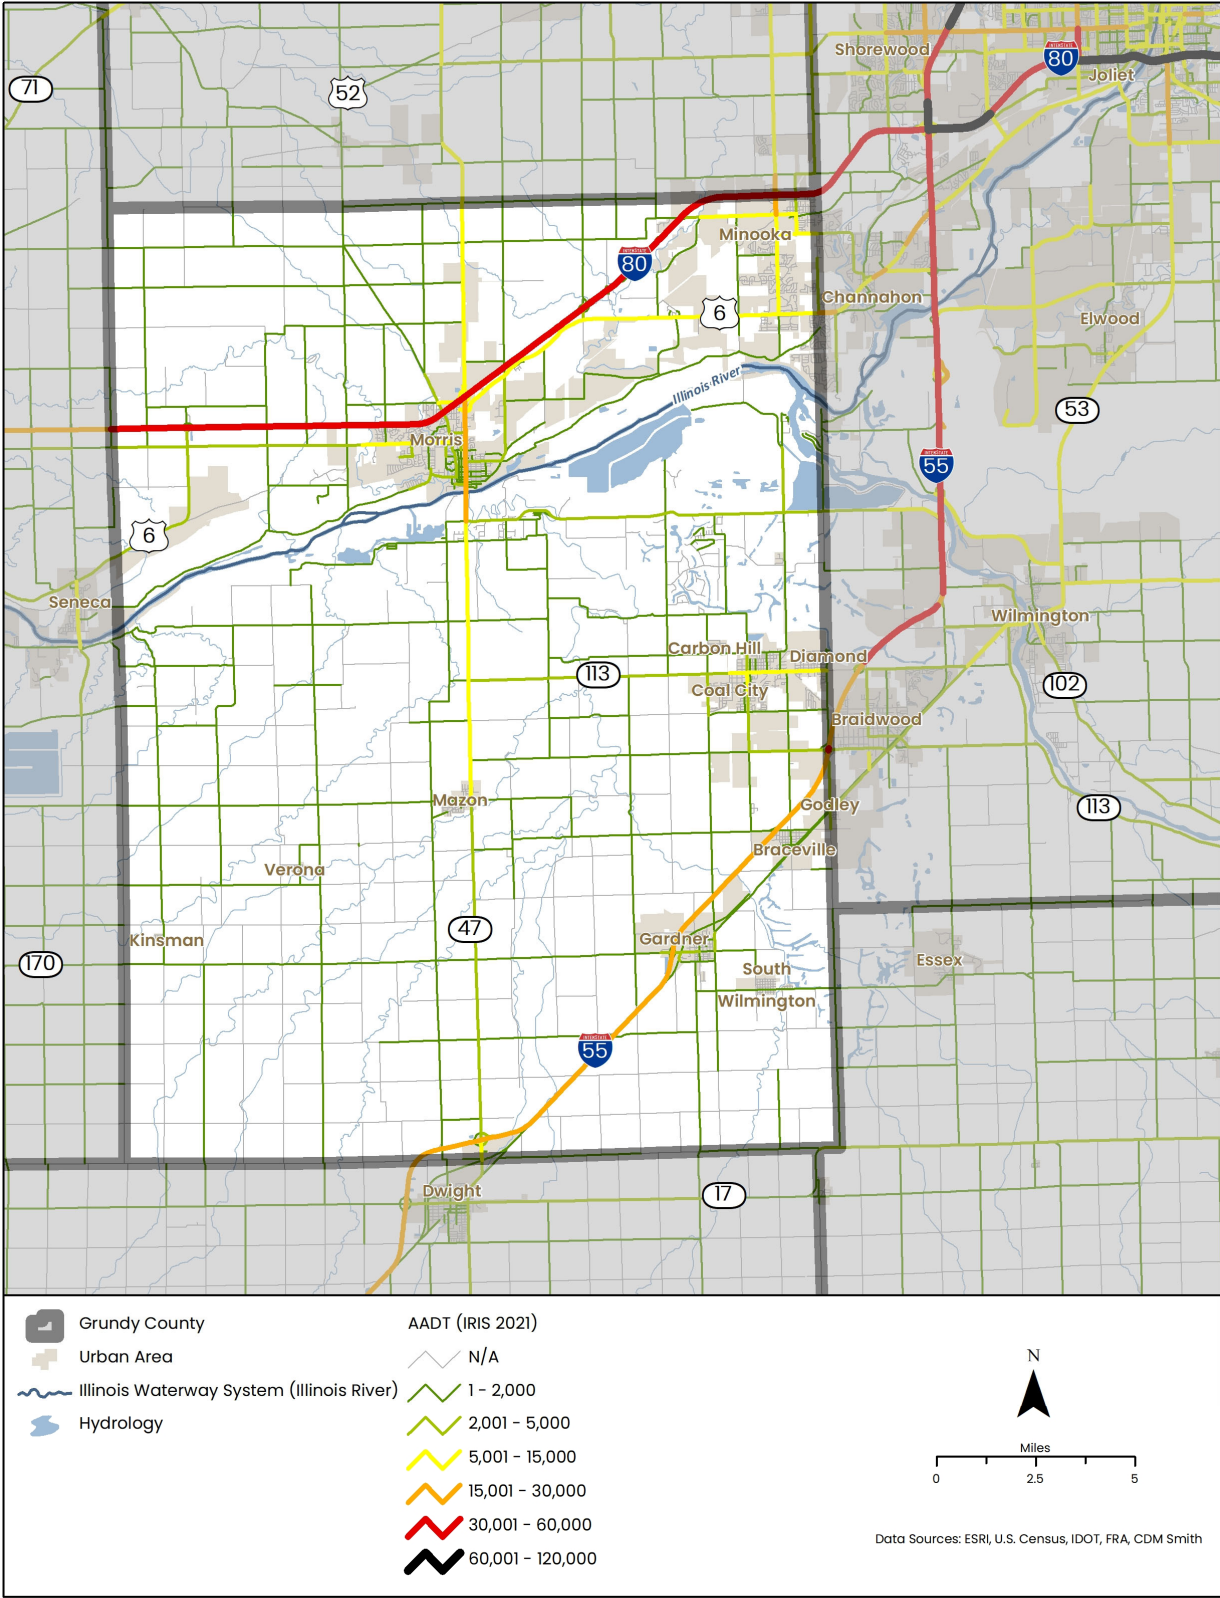 Shorewood
INTERSTATE
80
Joliet
71
52
Minooka
INTERSTATE
80
Channahon
6
Elwood
Illinois River
53
Morris
INTERSTATE
55
6
Seneca
Wilmington
Carbon Hill
Diamond
113
Coal City
102
Braidwood
Mazon
Godley
113
Braceville
Verona
47
Kinsman
Gardner
170
Essex
South
Wilmington
INTERSTATE
55
Dwight
17
Grundy County
Urban Area
Illinois Waterway System (Illinois River)
Hydrology
AADT (IRIS 2021)
N/A
1 - 2,000
2,001 - 5,000
5,001 - 15,000
15,001 - 30,000
30,001 - 60,000
60,001 - 120,000
N
Miles
0 2.5 5
Data Sources: ESRI, U.S. Census, IDOT, FRA, CDM Smith